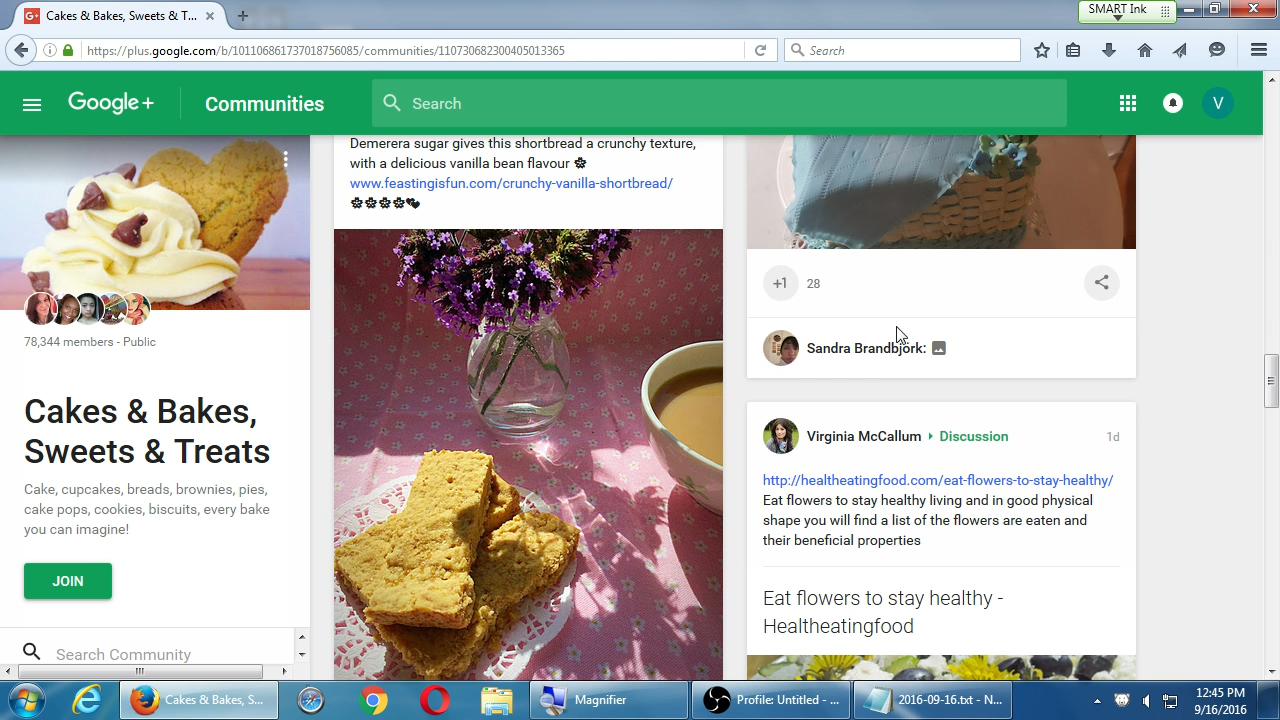 Cakes & Bakes, Sweets & T...
SMART Ink
https://plus.google.com/b/101106861737018756085/communities/110730682300405013365
Search
Google+
Communities
Search
V
78,344 members - Public
Cakes & Bakes,
Sweets & Treats
Cake, cupcakes, breads, brownies, pies,
cake pops, cookies, biscuits, every bake
you can imagine!
JOIN
Search Community
Demerera sugar gives this shortbread a crunchy texture,
with a delicious vanilla bean flavour
www.feastingisfun.com/crunchy-vanilla-shortbread/
+1
28
Sandra Brandbjork:
Virginia McCallum
Discussion
1d
http://healtheatingfood.com/eat-flowers-to-stay-healthy/
Eat flowers to stay healthy living and in good physical
shape you will find a list of the flowers are eaten and
their beneficial properties
Eat flowers to stay healthy -
Healtheatingfood
Cakes & Bakes, S...
Magnifier
Profile: Untitled - ...
2016-09-16.txt - N...
12:45 PM
9/16/2016